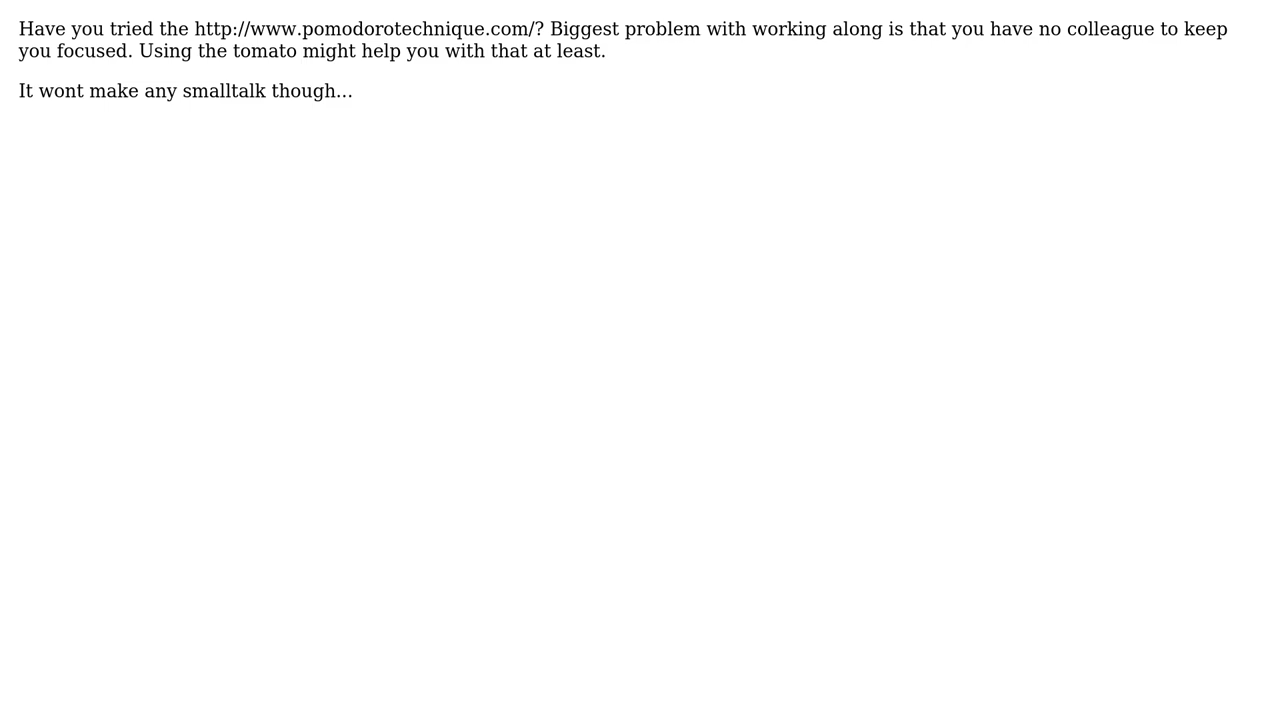 Have you tried the http://www.pomodorotechnique.com/? Biggest problem with working along is that you have no colleague to keep
you focused. Using the tomato might help you with that at least.
It wont make any smalltalk though...